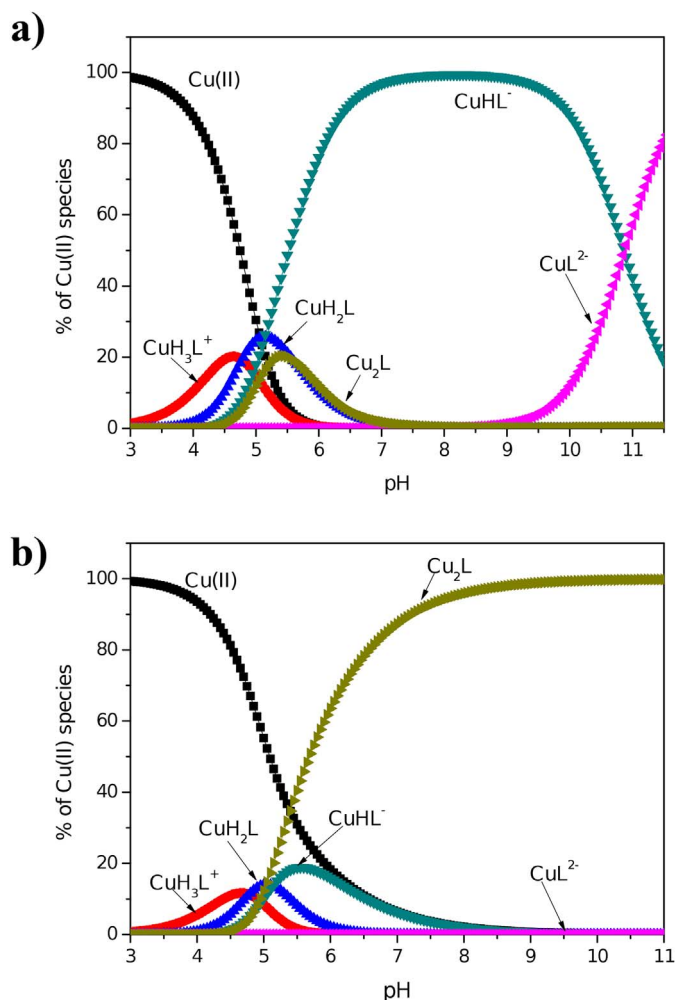 a)
100
80
60
40
20
0
% of Cu(II) species
Cu(II)
CuHL⁻
CuL²⁻
CuH₂L
CuH₃L⁺
Cu₂L
3 4 5 6 7 8 9 10 11
pH
b)
100
80
60
40
20
0
% of Cu(II) species
Cu(II)
Cu₂L
CuHL⁻
CuH₂L
CuH₃L⁺
CuL²⁻
3 4 5 6 7 8 9 10 11
pH